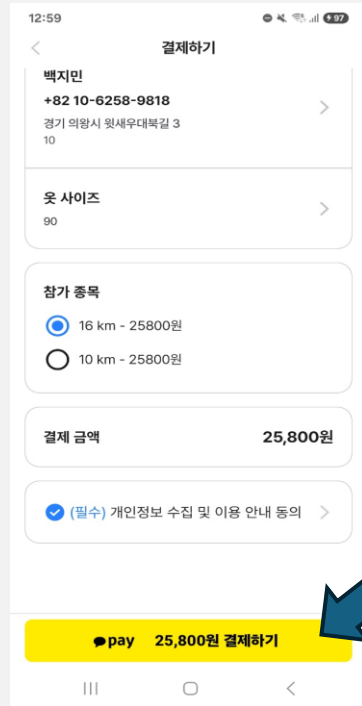 12:59
97
결제하기
백지민
+82 10-6258-9818
경기 의왕시 윗새우대북길 3
10
옷 사이즈
90
참가 종목
16 km - 25800원
10 km - 25800원
결제 금액 25,800원
(필수) 개인정보 수집 및 이용 안내 동의
pay 25,800원 결제하기